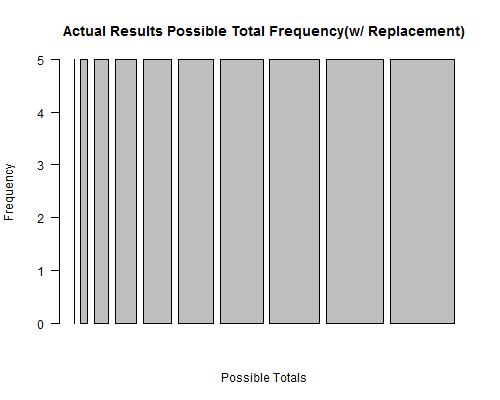 Actual Results Possible Total Frequency(w/ Replacement)
5
4
3
2
1
0
Frequency
Possible Totals